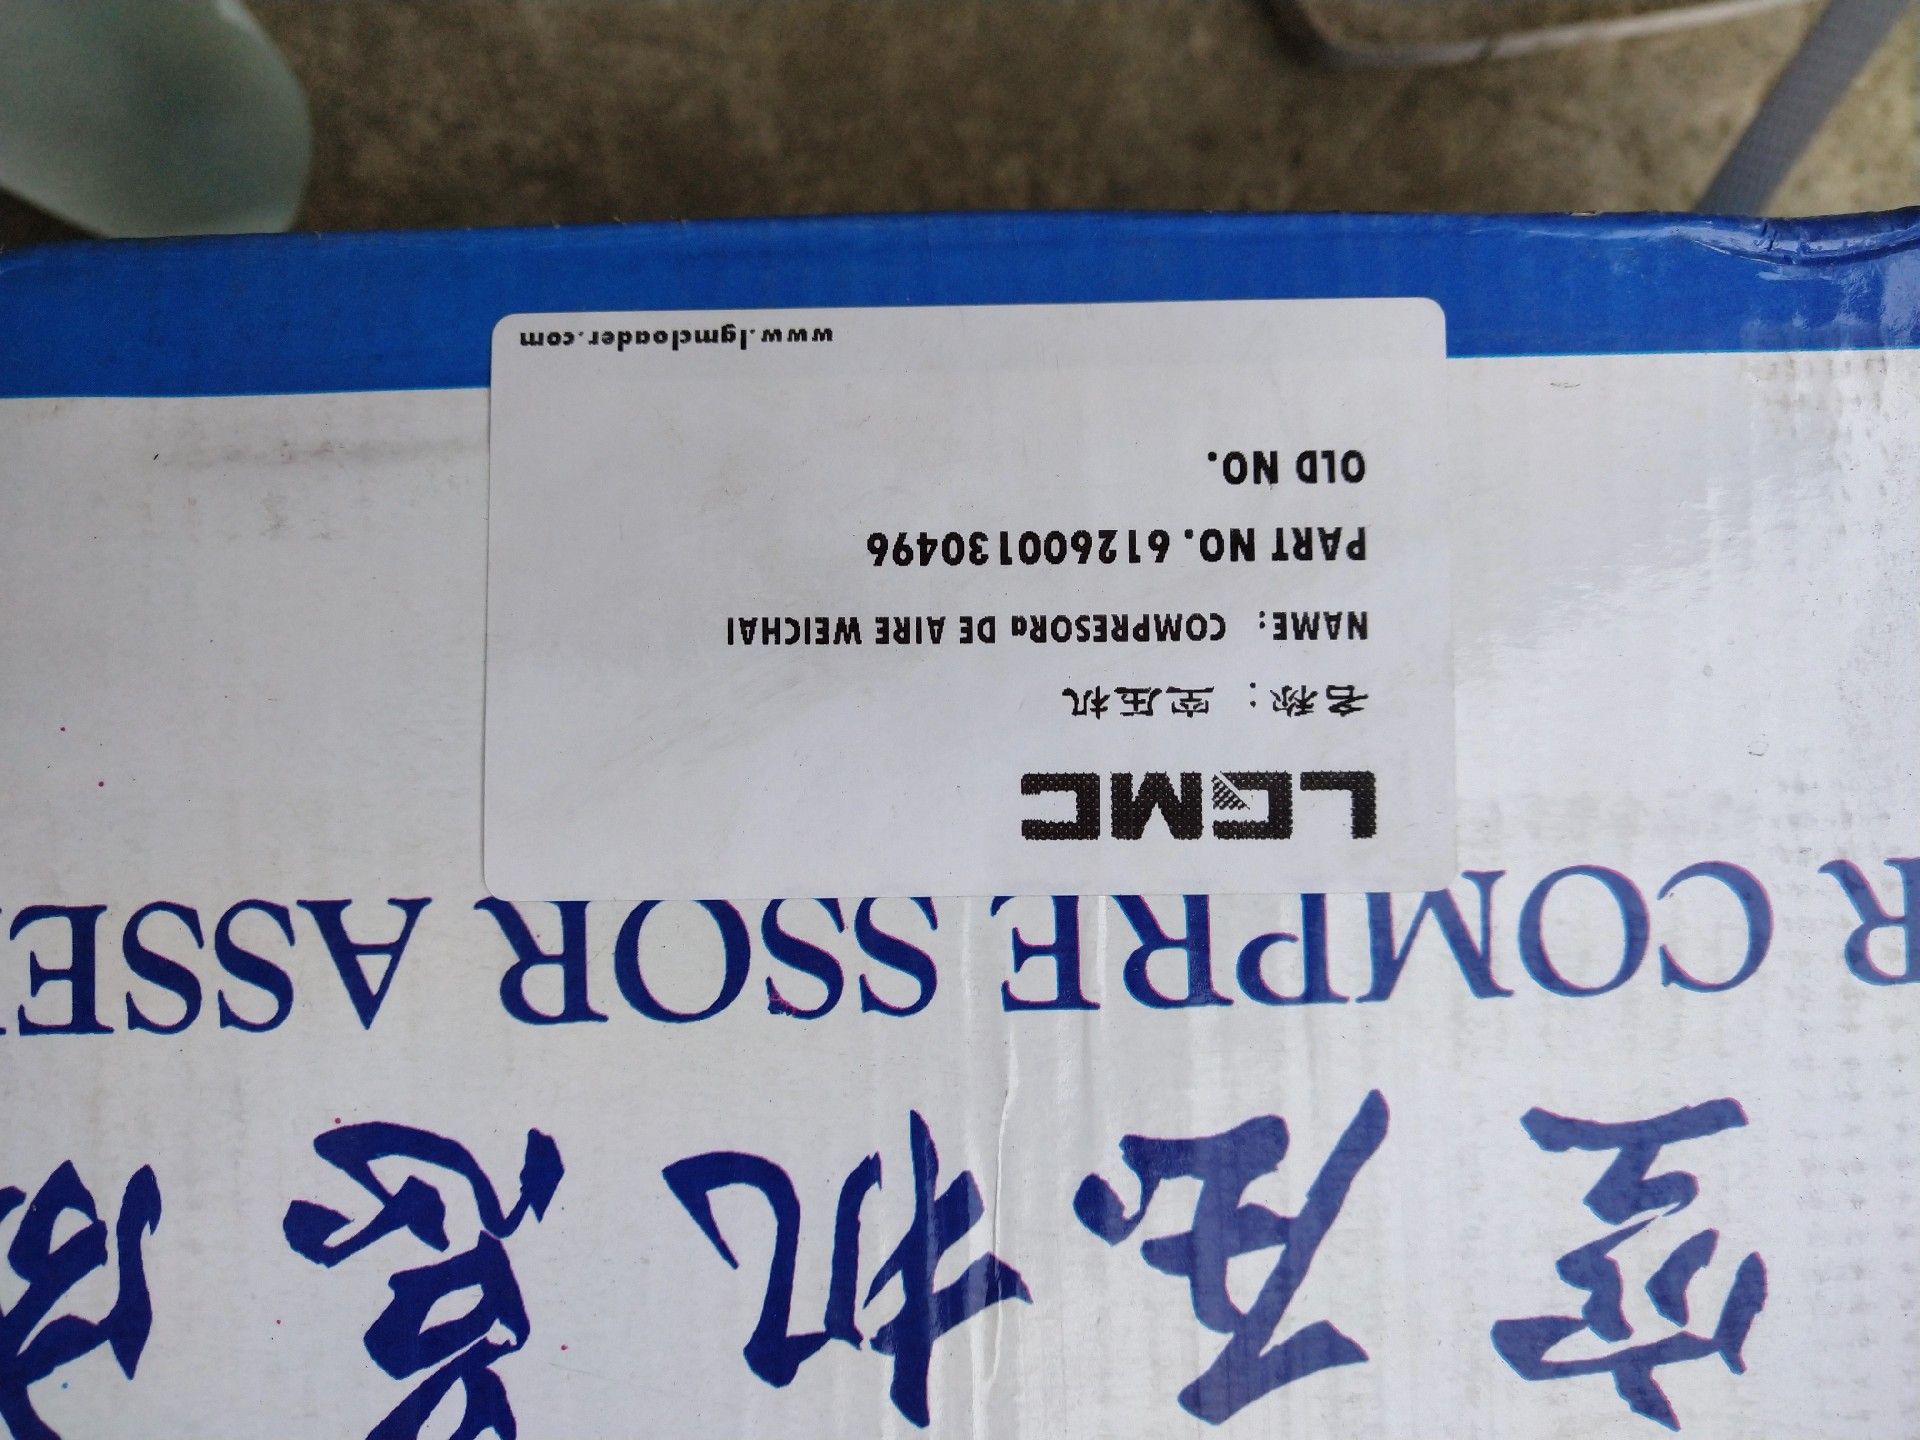 空压机总成
R COMPRE SSOR ASSE
LGMC
名称：空压机
NAME: COMPRESORa DE AIRE WEICHAI
PART NO. 612600130496
OLD NO.
www.lgmcloader.com